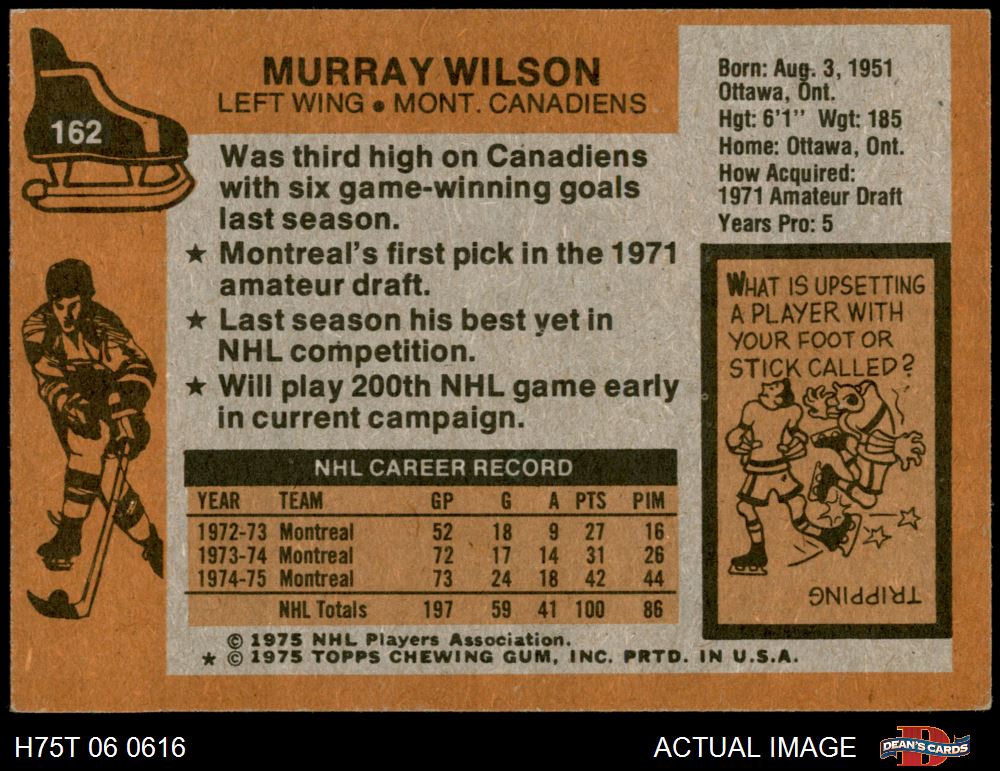 162
MURRAY WILSON
LEFT WING • MONT. CANADIENS
Was third high on Canadiens
with six game-winning goals
last season.
★ Montreal's first pick in the 1971
amateur draft.
★ Last season his best yet in
NHL competition.
★ Will play 200th NHL game early
in current campaign.
NHL CAREER RECORD
YEAR TEAM GP G A PTS PIM
1972-73 Montreal 52 18 9 27 16
1973-74 Montreal 72 17 14 31 26
1974-75 Montreal 73 24 18 42 44
NHL Totals 197 59 41 100 86
© 1975 NHL Players Association.
★ © 1975 TOPPS CHEWING GUM, INC. PRTD. IN U.S.A.
Born: Aug. 3, 1951
Ottawa, Ont.
Hgt: 6'1" Wgt: 185
Home: Ottawa, Ont.
How Acquired:
1971 Amateur Draft
Years Pro: 5
WHAT IS UPSETTING
A PLAYER WITH
YOUR FOOT OR
STICK CALLED?
TRIPPING
H75T 06 0616
ACTUAL IMAGE
DEAN'S CARDS